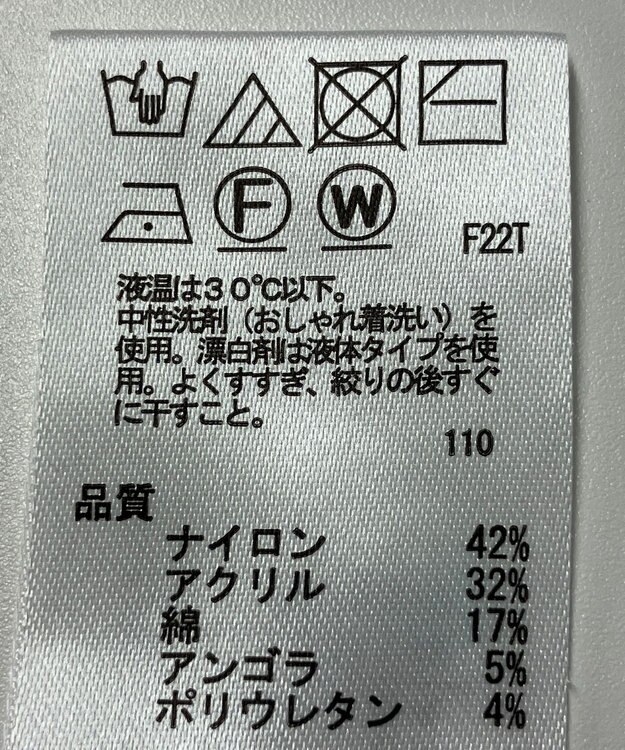 F W F22T
液温は30℃以下。
中性洗剤（おしゃれ着洗い）を
使用。漂白剤は液体タイプを使
用。よくすすぎ、絞りの後すぐ
に干すこと。
110
品質
ナイロン 42%
アクリル 32%
綿 17%
アンゴラ 5%
ポリウレタン 4%